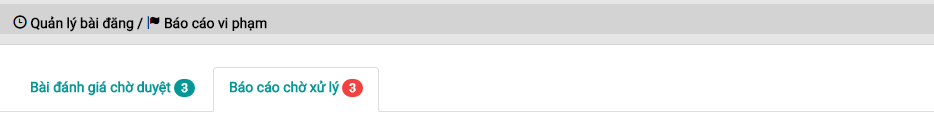 Quản lý bài đăng / Báo cáo vi phạm
Bài đánh giá chờ duyệt 3 Báo cáo chờ xử lý 3